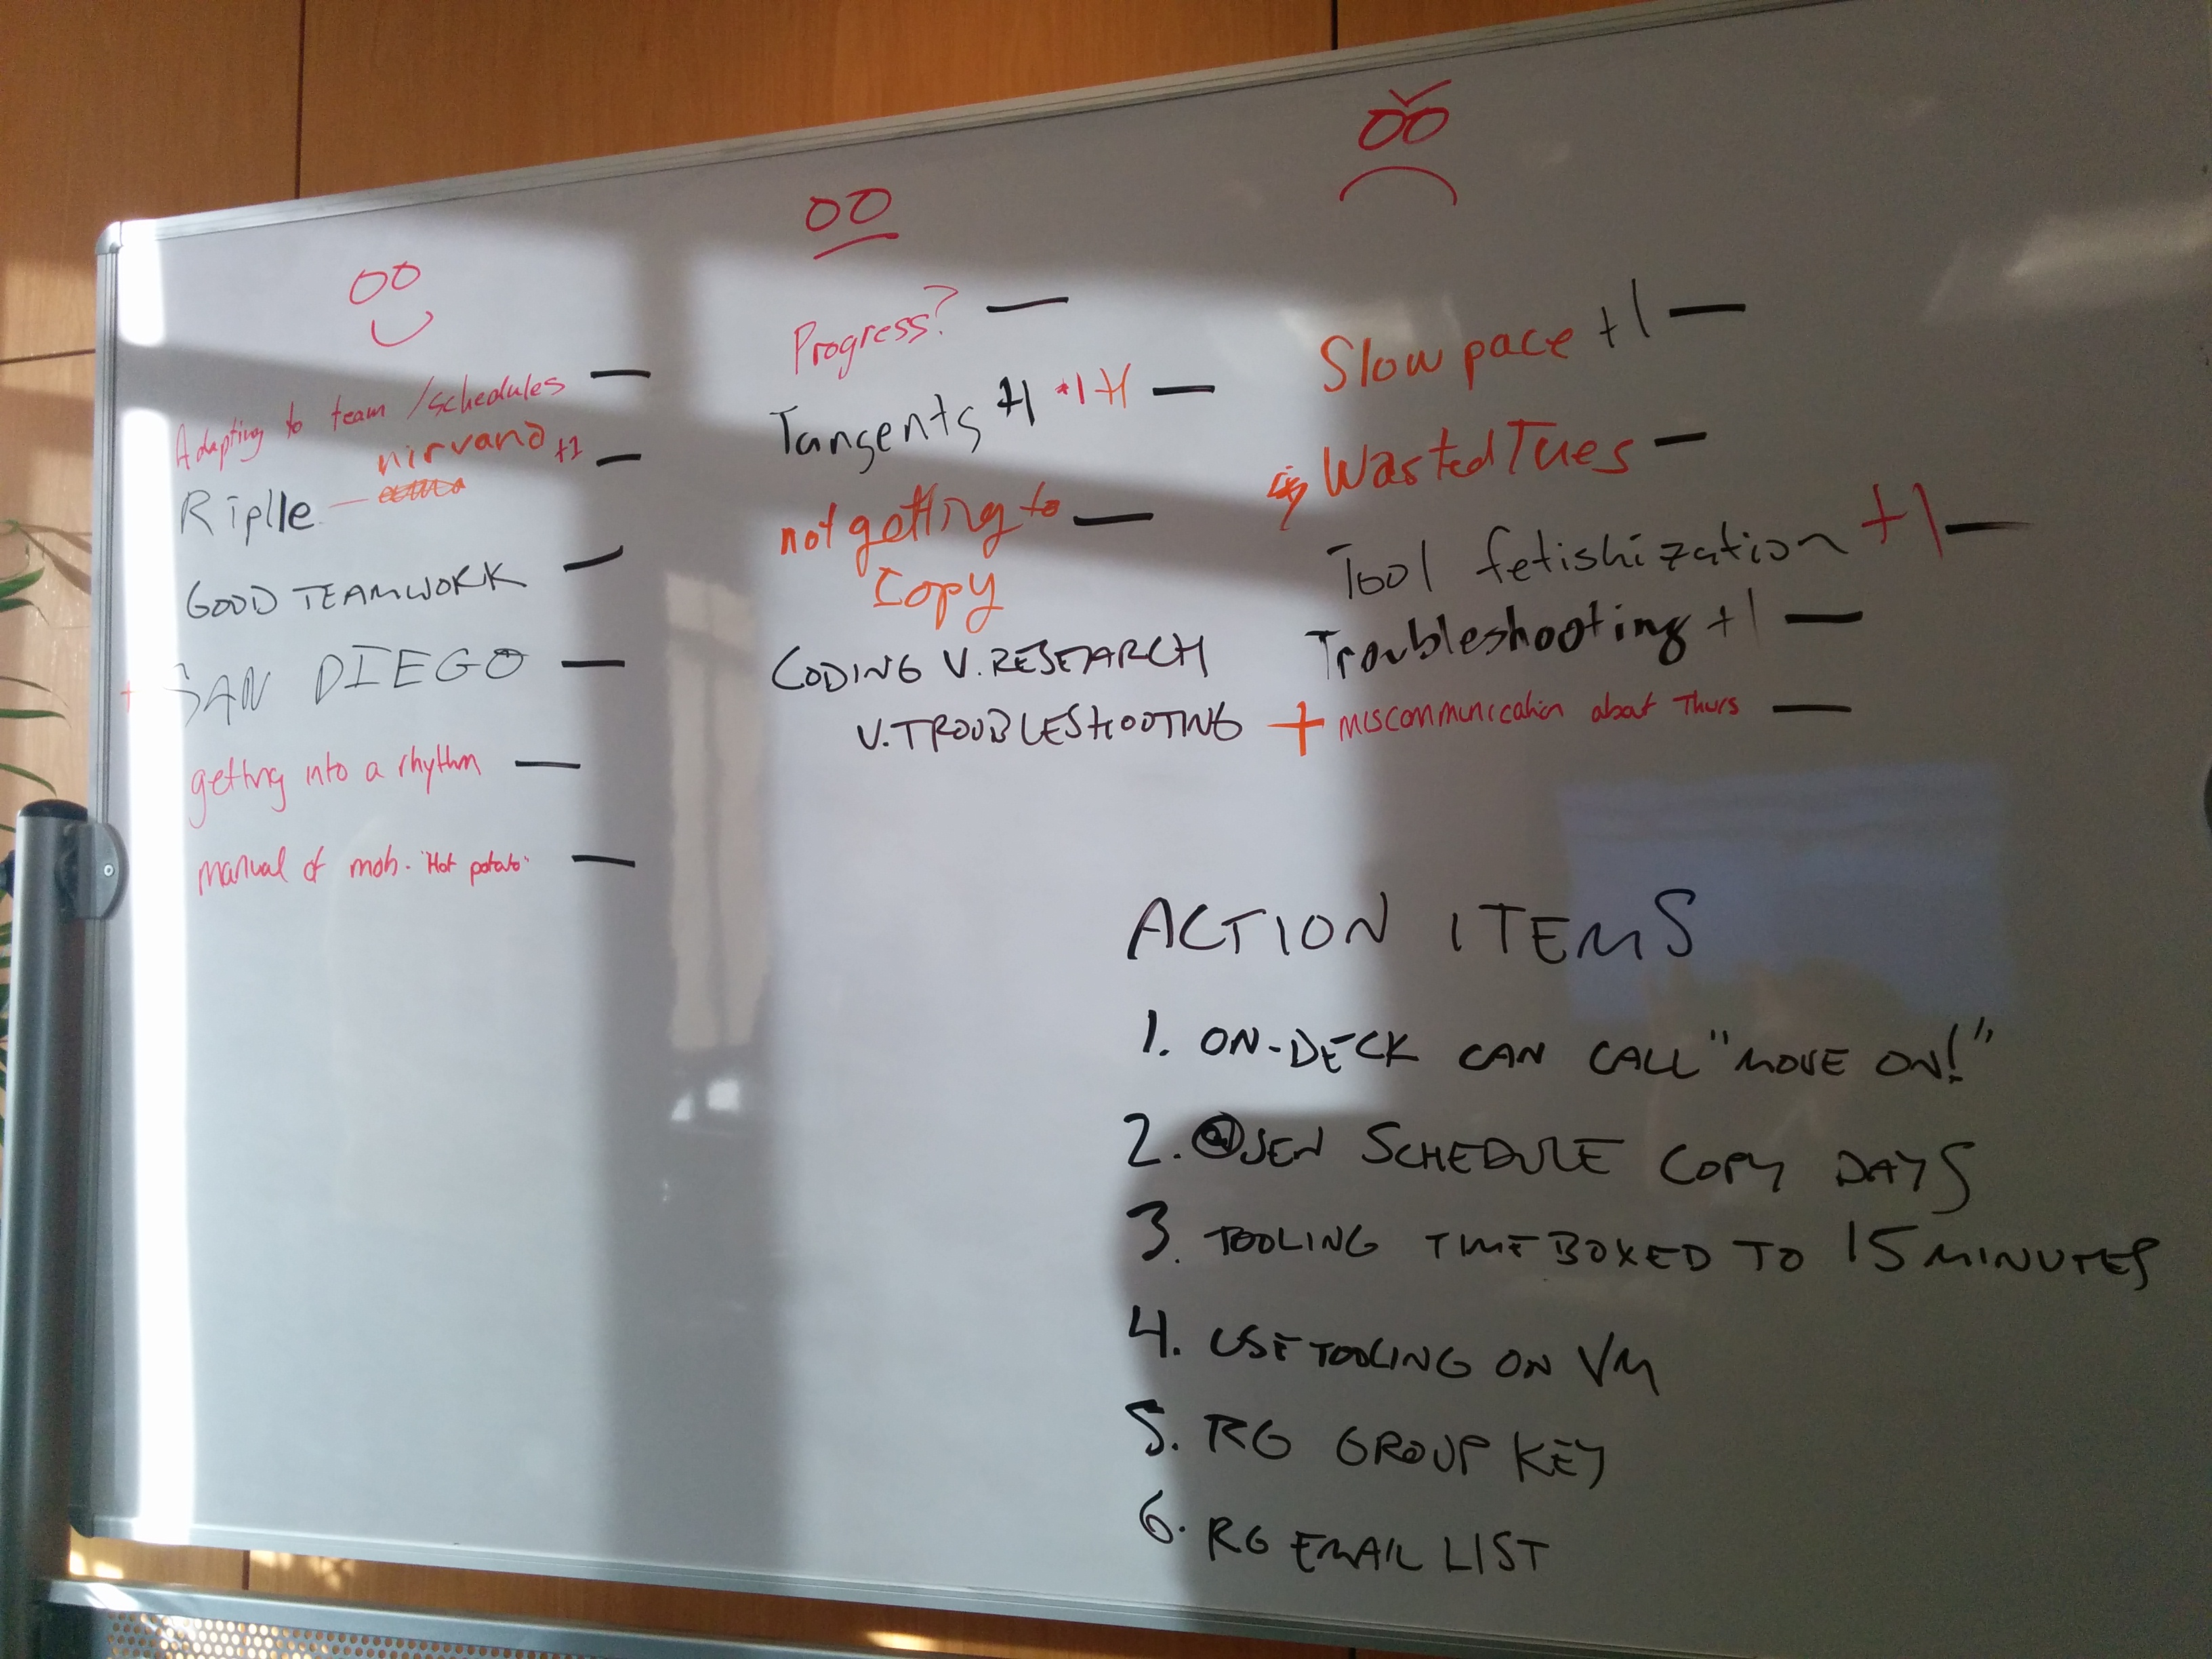 Adapting to team / schedules
nirvana +1
Riplle
GOOD TEAMWORK
+ SAN DIEGO
getting into a rhythm
manual of mob. "Hot potato"
Progress?
Tangents +1 +1 +1
not getting to
Copy
CODING V. RESEARCH
V. TROUBLESHOOTING
Slow pace +1
Wasted Tues
Tool fetishization +1
Troubleshooting +1
+ miscommunication about Thurs
ACTION ITEMS
1. ON-DECK CAN CALL "MOVE ON!"
2. @JEN SCHEDULE COPY DAYS
3. TOOLING TIMEBOXED TO 15 MINUTES
4. USE TOOLING ON VM
5. RG GROUP KEY
6. RG EMAIL LIST